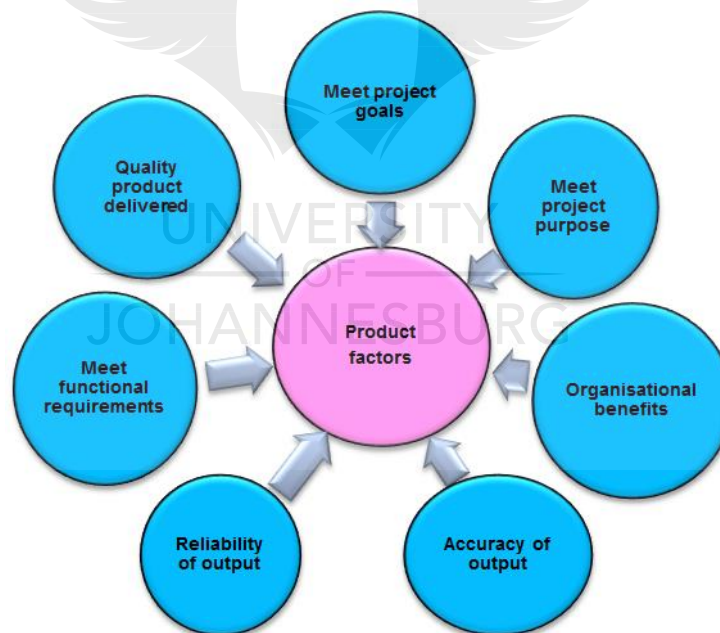 Meet project
goals
Quality
product
delivered
Meet
project
purpose
UNIVERSITY
OF
JOHANNESBURG
Product
factors
Meet
functional
requirements
Organisational
benefits
Reliability
of output
Accuracy of
output